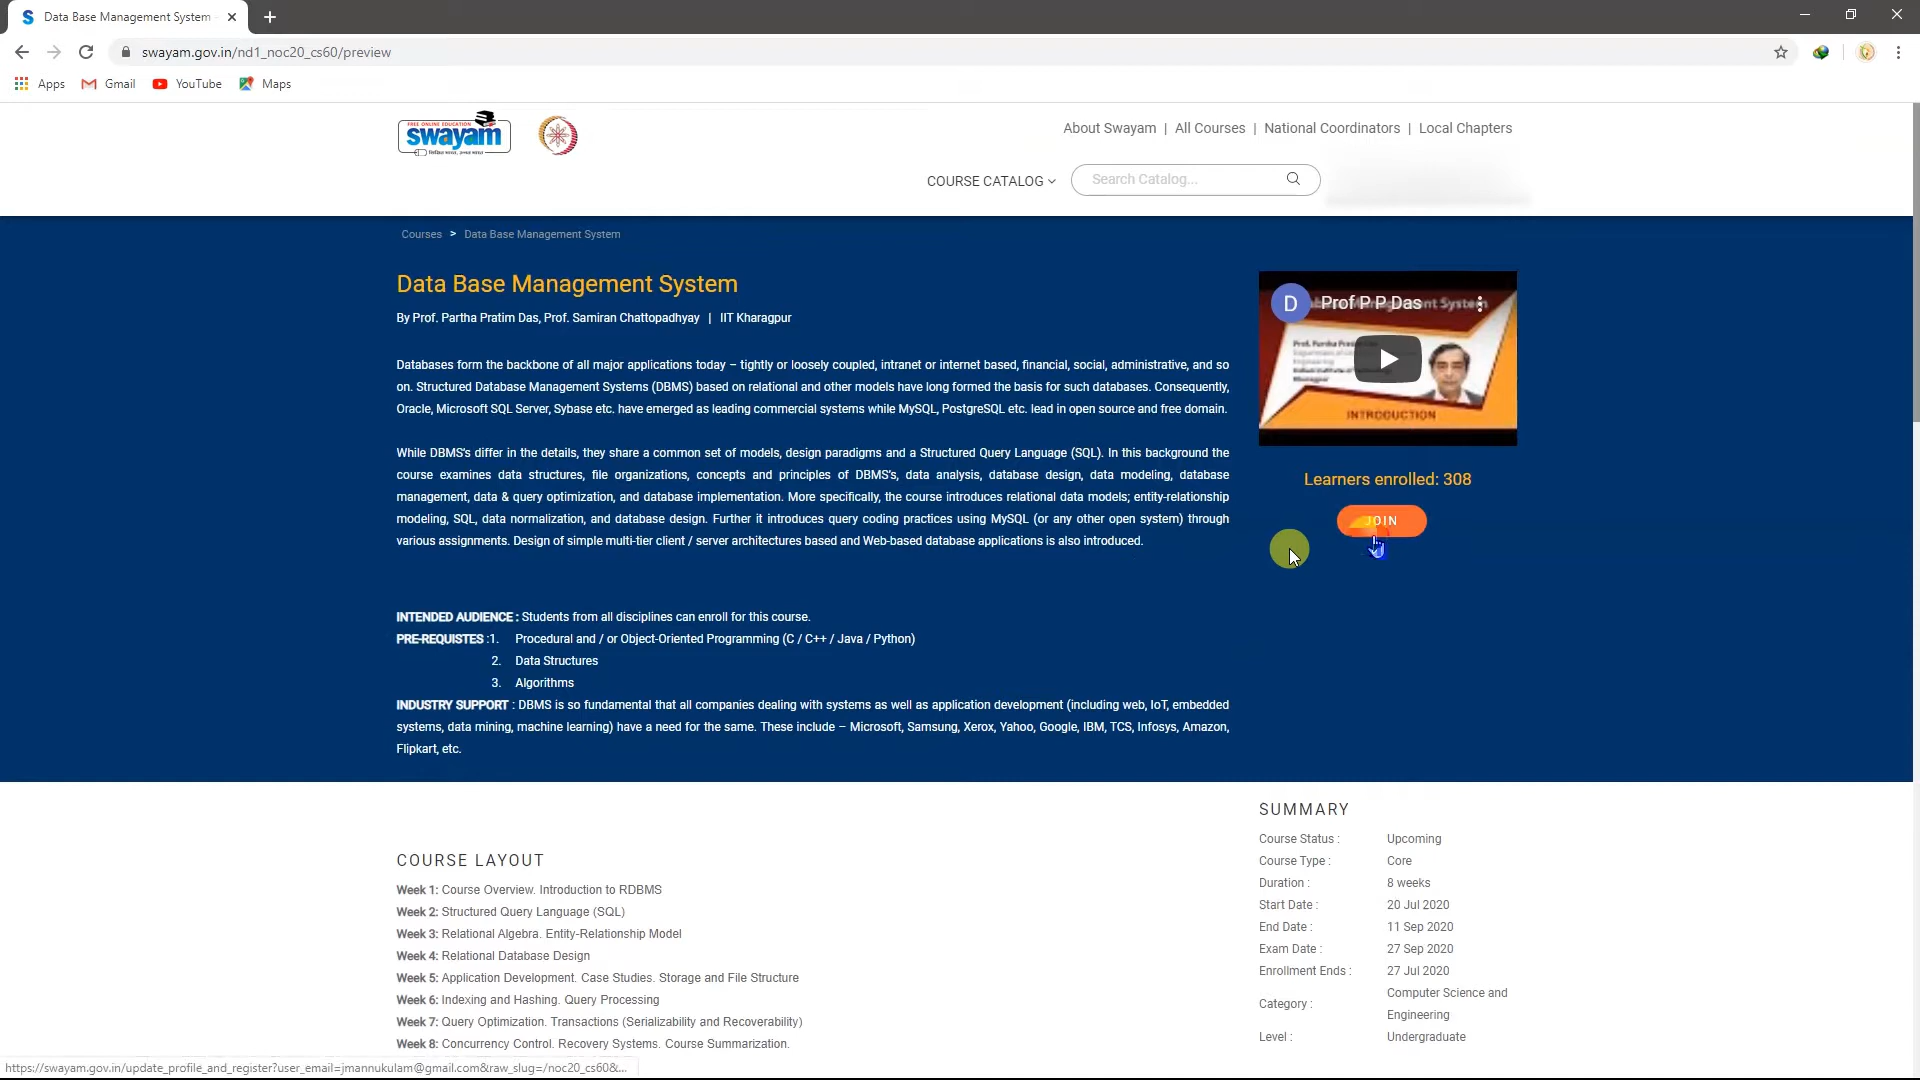 Data Base Management System
swayam.gov.in/nd1_noc20_cs60/preview
Apps Gmail YouTube Maps
FREE ONLINE EDUCATION
swayam
About Swayam | All Courses | National Coordinators | Local Chapters
COURSE CATALOG Search Catalog...
Courses > Data Base Management System
Data Base Management System
By Prof. Partha Pratim Das, Prof. Samiran Chattopadhyay | IIT Kharagpur
Databases form the backbone of all major applications today – tightly or loosely coupled, intranet or internet based, financial, social, administrative, and so
on. Structured Database Management Systems (DBMS) based on relational and other models have long formed the basis for such databases. Consequently,
Oracle, Microsoft SQL Server, Sybase etc. have emerged as leading commercial systems while MySQL, PostgreSQL etc. lead in open source and free domain.
While DBMS's differ in the details, they share a common set of models, design paradigms and a Structured Query Language (SQL). In this background the
course examines data structures, file organizations, concepts and principles of DBMS's, data analysis, database design, data modeling, database
management, data & query optimization, and database implementation. More specifically, the course introduces relational data models; entity-relationship
modeling, SQL, data normalization, and database design. Further it introduces query coding practices using MySQL (or any other open system) through
various assignments. Design of simple multi-tier client / server architectures based and Web-based database applications is also introduced.
INTENDED AUDIENCE : Students from all disciplines can enroll for this course.
PRE-REQUISTES :1. Procedural and / or Object-Oriented Programming (C / C++ / Java / Python)
2. Data Structures
3. Algorithms
INDUSTRY SUPPORT : DBMS is so fundamental that all companies dealing with systems as well as application development (including web, IoT, embedded
systems, data mining, machine learning) have a need for the same. These include – Microsoft, Samsung, Xerox, Yahoo, Google, IBM, TCS, Infosys, Amazon,
Flipkart, etc.
D Prof P P Das
INTRODUCTION
Learners enrolled: 308
JOIN
COURSE LAYOUT
Week 1: Course Overview. Introduction to RDBMS
Week 2: Structured Query Language (SQL)
Week 3: Relational Algebra. Entity-Relationship Model
Week 4: Relational Database Design
Week 5: Application Development. Case Studies. Storage and File Structure
Week 6: Indexing and Hashing. Query Processing
Week 7: Query Optimization. Transactions (Serializability and Recoverability)
Week 8: Concurrency Control. Recovery Systems. Course Summarization.
SUMMARY
Course Status : Upcoming
Course Type : Core
Duration : 8 weeks
Start Date : 20 Jul 2020
End Date : 11 Sep 2020
Exam Date : 27 Sep 2020
Enrollment Ends : 27 Jul 2020
Category : Computer Science and
Engineering
Level : Undergraduate
https://swayam.gov.in/update_profile_and_register?user_email=jmannukulam@gmail.com&raw_slug=/noc20_cs60&...